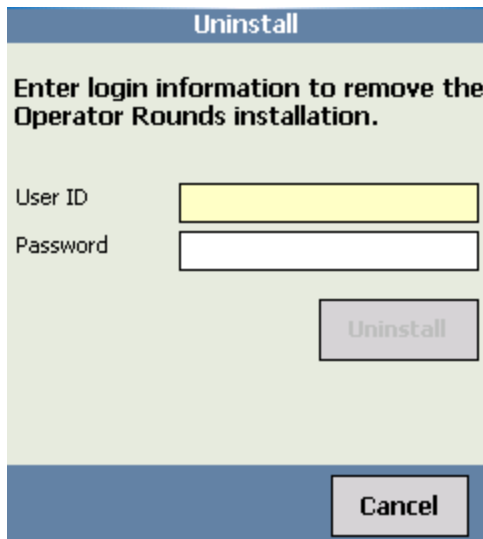 Uninstall
Enter login information to remove the
Operator Rounds installation.
User ID
Password
Uninstall
Cancel